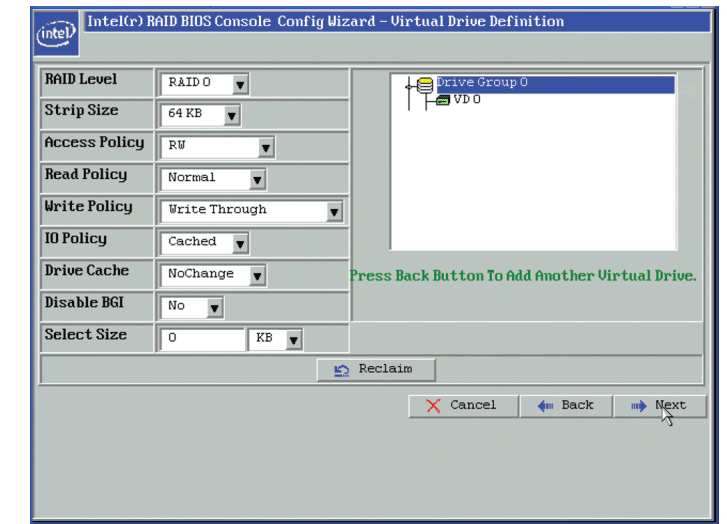 intel
Intel(r) RAID BIOS Console Config Wizard – Virtual Drive Definition
RAID Level
RAID 0
Strip Size
64 KB
Access Policy
RW
Read Policy
Normal
Write Policy
Write Through
IO Policy
Cached
Drive Cache
NoChange
Disable BGI
No
Select Size
0
KB
Drive Group 0
VD 0
Press Back Button To Add Another Virtual Drive.
Reclaim
Cancel
Back
Next